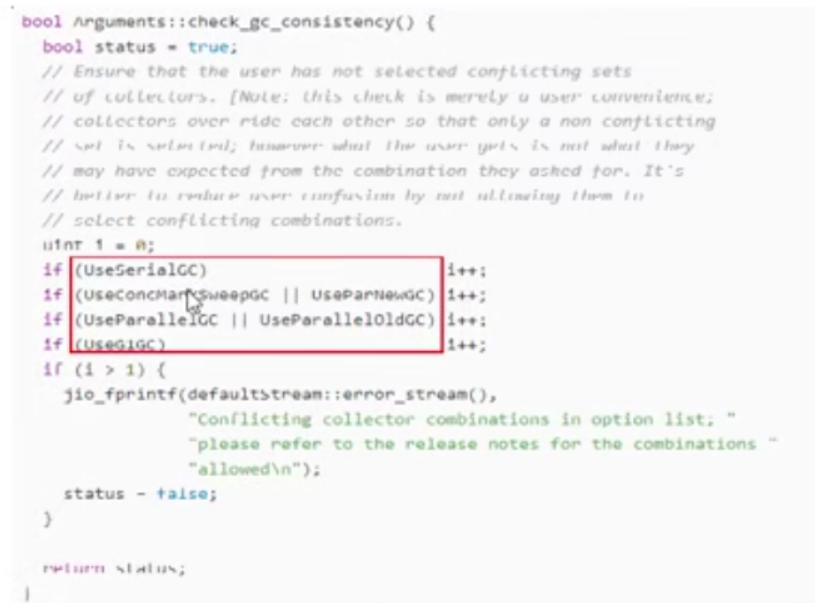 bool Arguments::check_gc_consistency() {
bool status = true;
// Ensure that the user has not selected conflicting sets
// of collectors. [Note: this check is merely a user convenience;
// collectors over ride each other so that only a non conflicting
// set is selected; however what the user gets is not what they
// may have expected from the combination they asked for. It's
// better to reduce user confusion by not allowing them to
// select conflicting combinations.
uint i = 0;
if (UseSerialGC) i++;
if (UseConcMarkSweepGC || UseParNewGC) i++;
if (UseParallelGC || UseParallelOldGC) i++;
if (UseG1GC) i++;
if (i > 1) {
jio_fprintf(defaultStream::error_stream(),
"Conflicting collector combinations in option list; "
"please refer to the release notes for the combinations "
"allowed\n");
status = false;
}
return status;
}